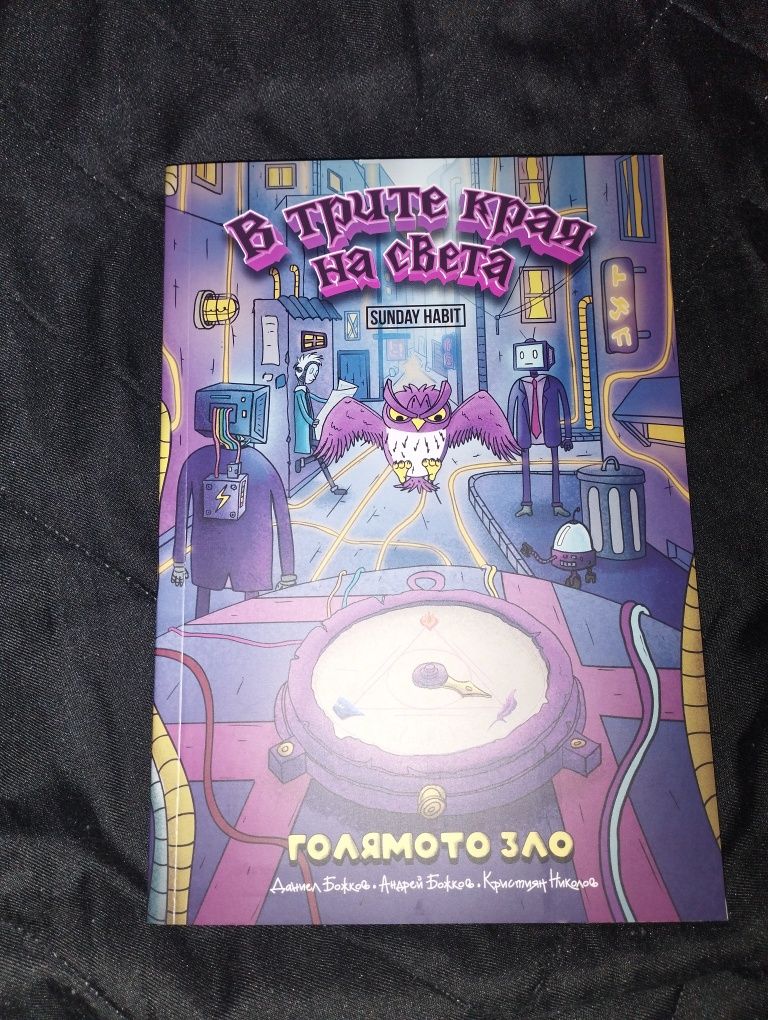 В трите края
на света
SUNDAY HABIT
ГОЛЯМОТО ЗЛО
Даниел Божков • Андрей Божков • Кристиян Николов